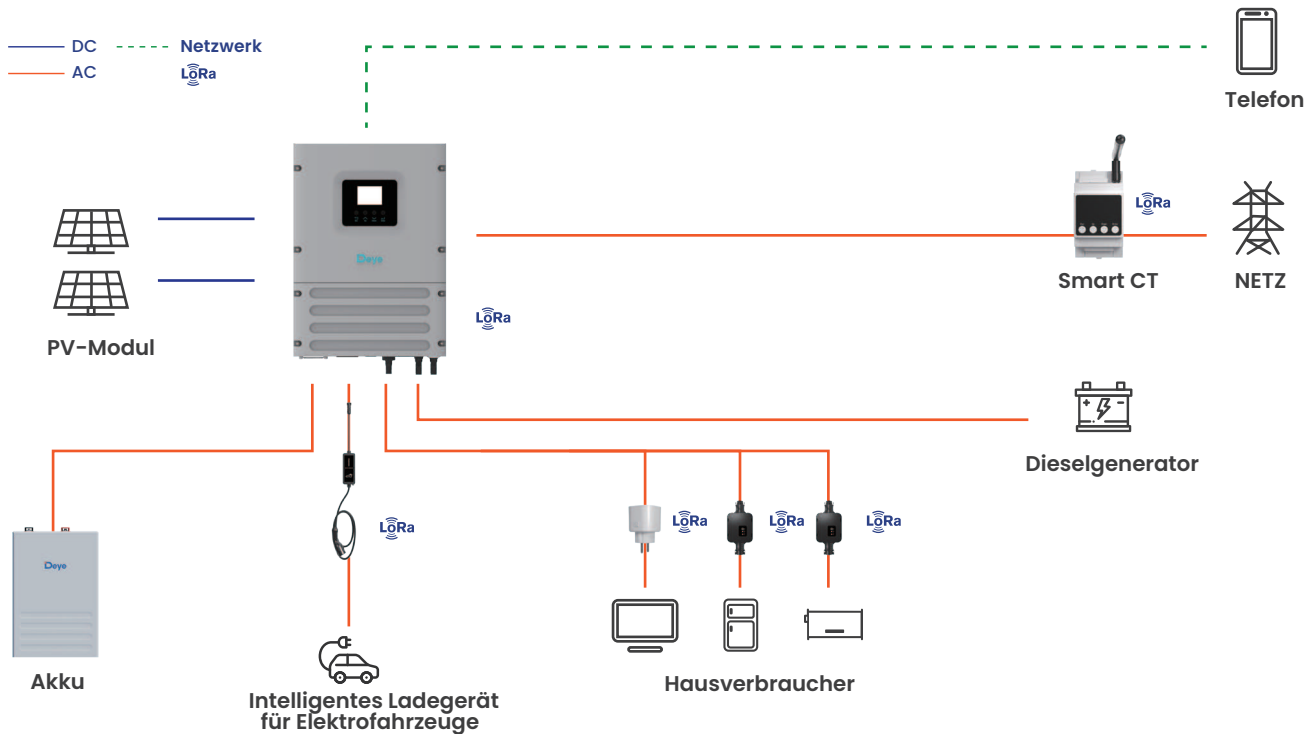 DC
Netzwerk
AC
LoRa
Telefon
LoRa
Smart CT
NETZ
Deye
LoRa
PV-Modul
Dieselgenerator
LoRa
LoRa
LoRa
LoRa
Deye
Akku
Intelligentes Ladegerät
für Elektrofahrzeuge
Hausverbraucher